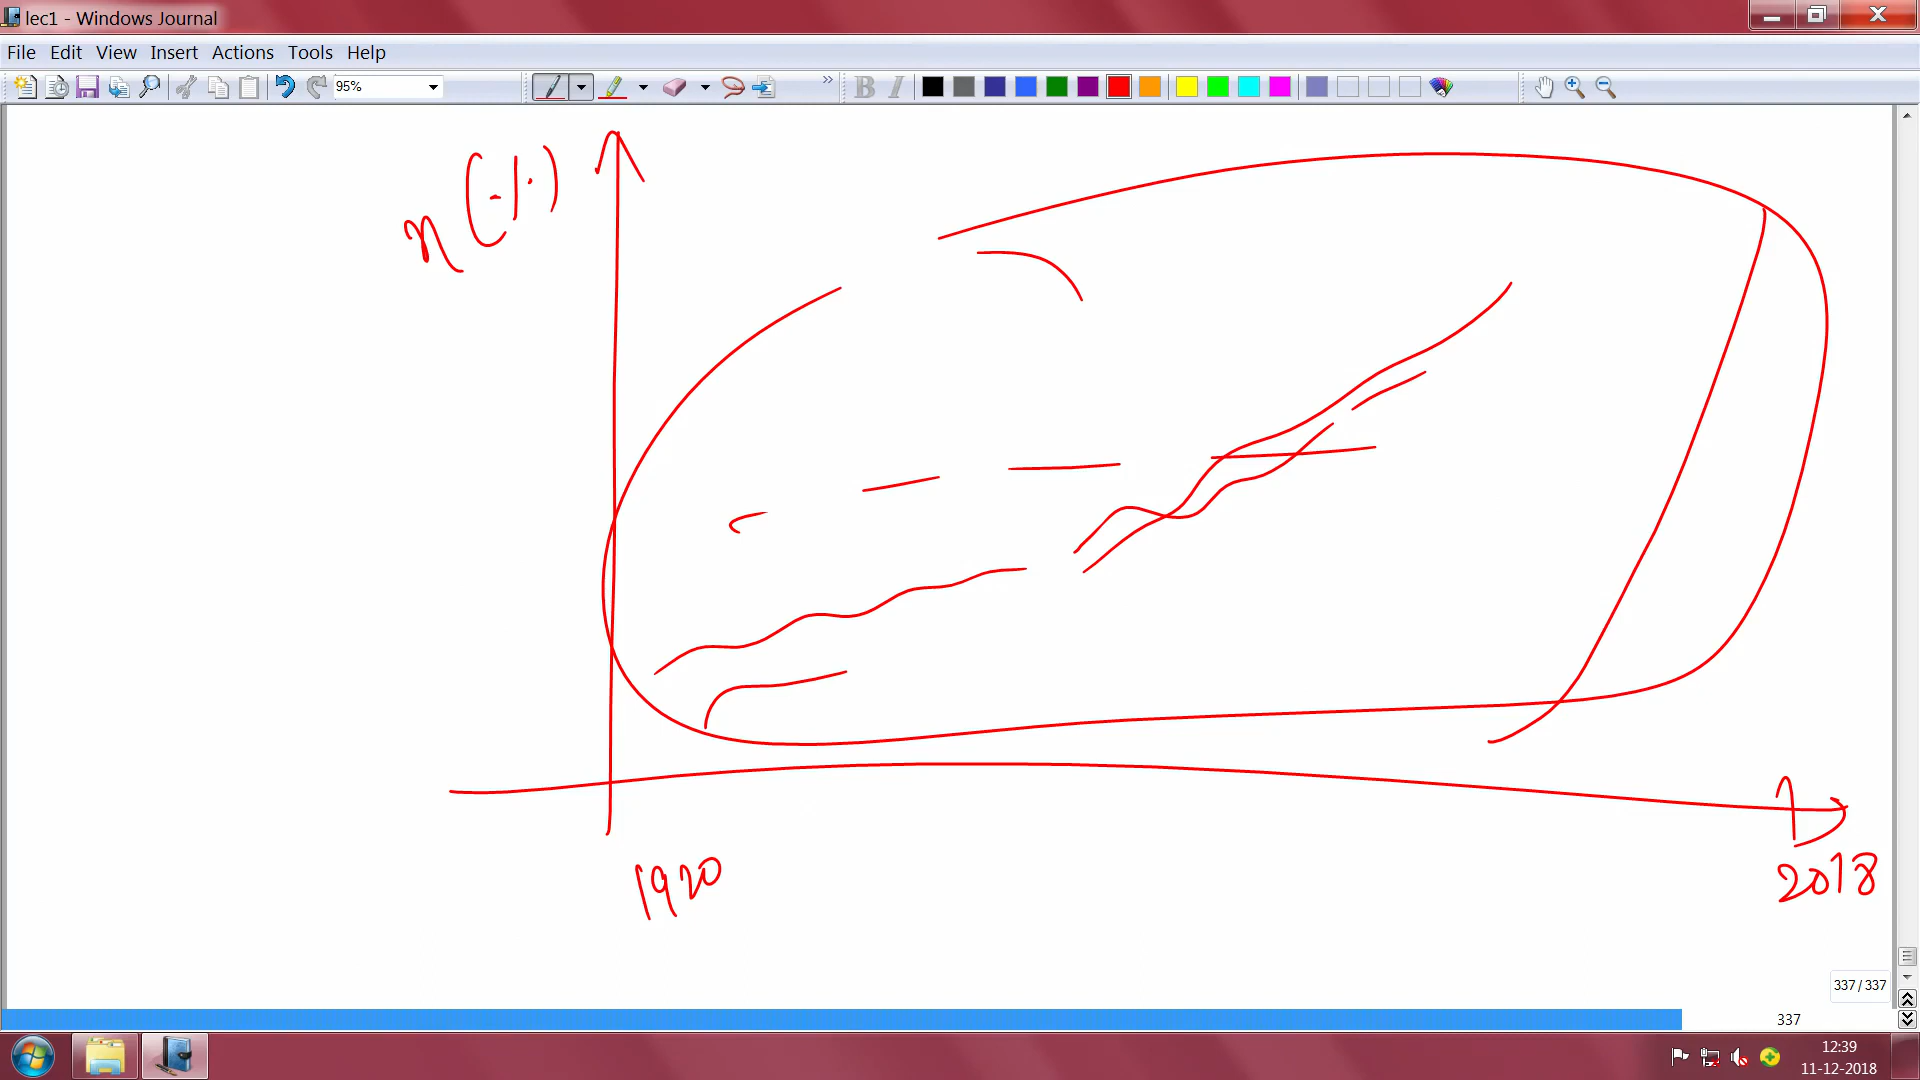 lec1 - Windows Journal
File Edit View Insert Actions Tools Help
95%
B I
η (%)
1920
2018
337 / 337
337
12:39
11-12-2018